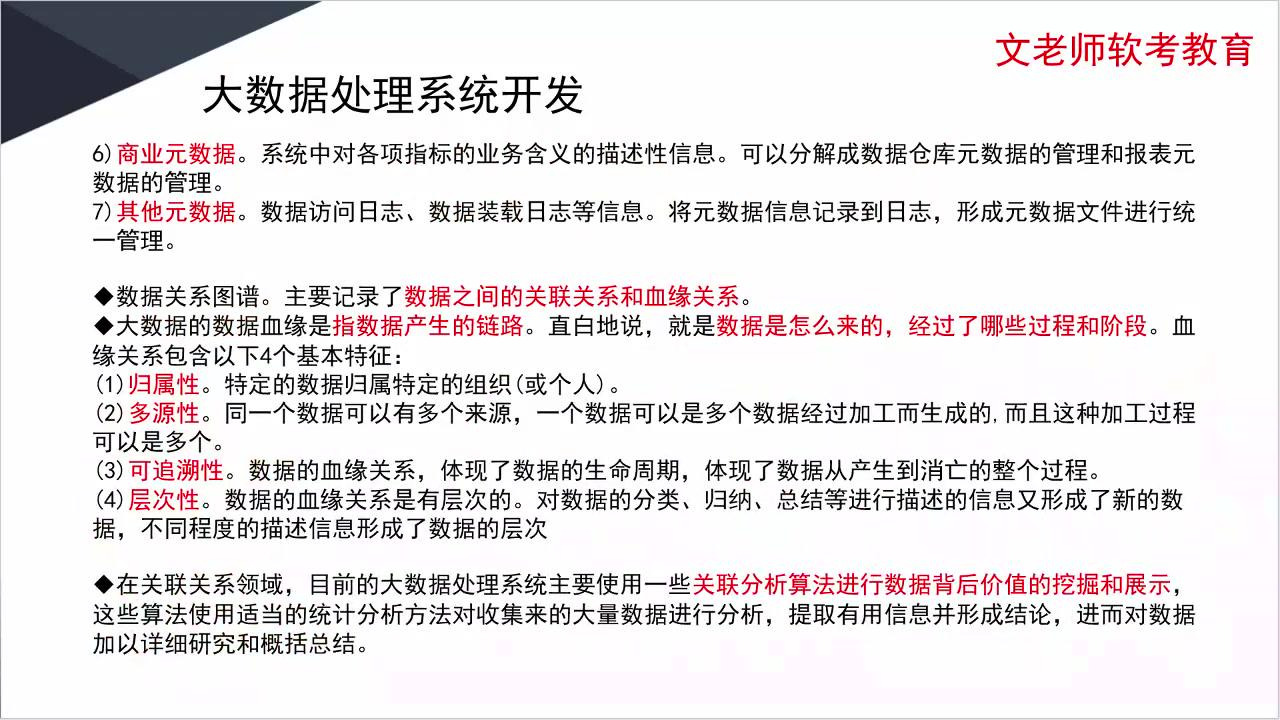 文老师软考教育
大数据处理系统开发
6)商业元数据。系统中对各项指标的业务含义的描述性信息。可以分解成数据仓库元数据的管理和报表元
数据的管理。
7)其他元数据。数据访问日志、数据装载日志等信息。将元数据信息记录到日志，形成元数据文件进行统
一管理。
◆数据关系图谱。主要记录了数据之间的关联关系和血缘关系。
◆大数据的数据血缘是指数据产生的链路。直白地说，就是数据是怎么来的，经过了哪些过程和阶段。血
缘关系包含以下4个基本特征：
(1)归属性。特定的数据归属特定的组织(或个人)。
(2)多源性。同一个数据可以有多个来源，一个数据可以是多个数据经过加工而生成的,而且这种加工过程
可以是多个。
(3)可追溯性。数据的血缘关系，体现了数据的生命周期，体现了数据从产生到消亡的整个过程。
(4)层次性。数据的血缘关系是有层次的。对数据的分类、归纳、总结等进行描述的信息又形成了新的数
据，不同程度的描述信息形成了数据的层次
◆在关联关系领域，目前的大数据处理系统主要使用一些关联分析算法进行数据背后价值的挖掘和展示，
这些算法使用适当的统计分析方法对收集来的大量数据进行分析，提取有用信息并形成结论，进而对数据
加以详细研究和概括总结。